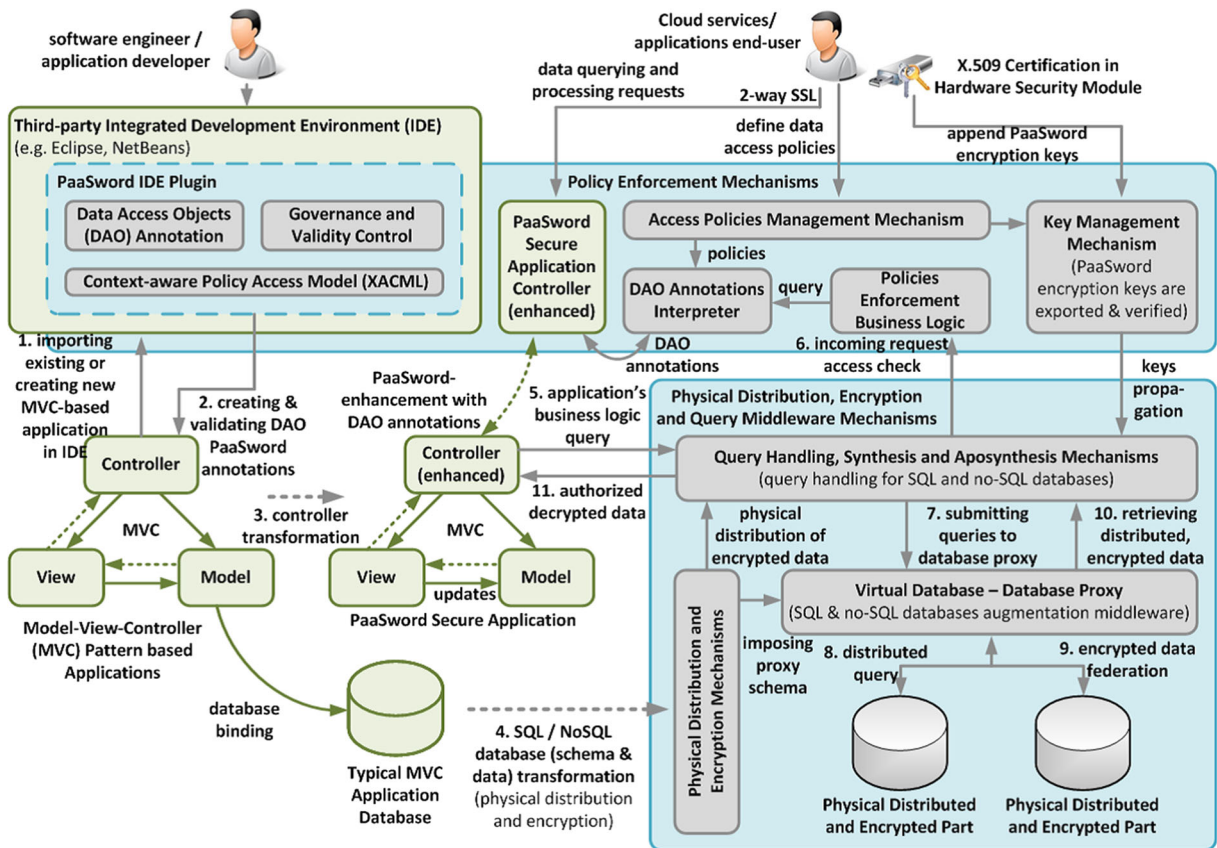 software engineer /
application developer
Cloud services/
applications end-user
X.509 Certification in
Hardware Security Module
data querying and
processing requests
2-way SSL
define data
access policies
append PaaSword
encryption keys
Third-party Integrated Development Environment (IDE)
(e.g. Eclipse, NetBeans)
PaaSword IDE Plugin
Data Access Objects
(DAO) Annotation
Governance and
Validity Control
Context-aware Policy Access Model (XACML)
Policy Enforcement Mechanisms
PaaSword
Secure
Application
Controller
(enhanced)
Access Policies Management Mechanism
policies
DAO Annotations
Interpreter
query
Policies
Enforcement
Business Logic
Key Management
Mechanism
(PaaSword
encryption keys are
exported & verified)
DAO
annotations
6. incoming request
access check
keys
propa-
gation
1. importing
existing or
creating new
MVC-based
application
in IDE
2. creating &
validating DAO
PaaSword
annotations
PaaSword-
enhancement with
DAO annotations
5. application's
business logic
query
Controller
MVC
View
Model
Model-View-Controller
(MVC) Pattern based
Applications
3. controller
transformation
Controller
(enhanced)
MVC
View
Model
updates
PaaSword Secure Application
11. authorized
decrypted data
database
binding
Typical MVC
Application
Database
4. SQL / NoSQL
database (schema &
data) transformation
(physical distribution
and encryption)
Physical Distribution, Encryption
and Query Middleware Mechanisms
Query Handling, Synthesis and Aposynthesis Mechanisms
(query handling for SQL and no-SQL databases)
physical
distribution of
encrypted data
7. submitting
queries to
database proxy
10. retrieving
distributed,
encrypted data
Physical Distribution and
Encryption Mechanisms
Virtual Database – Database Proxy
(SQL & no-SQL databases augmentation middleware)
imposing
proxy
schema
8. distributed
query
9. encrypted data
federation
Physical Distributed
and Encrypted Part
Physical Distributed
and Encrypted Part